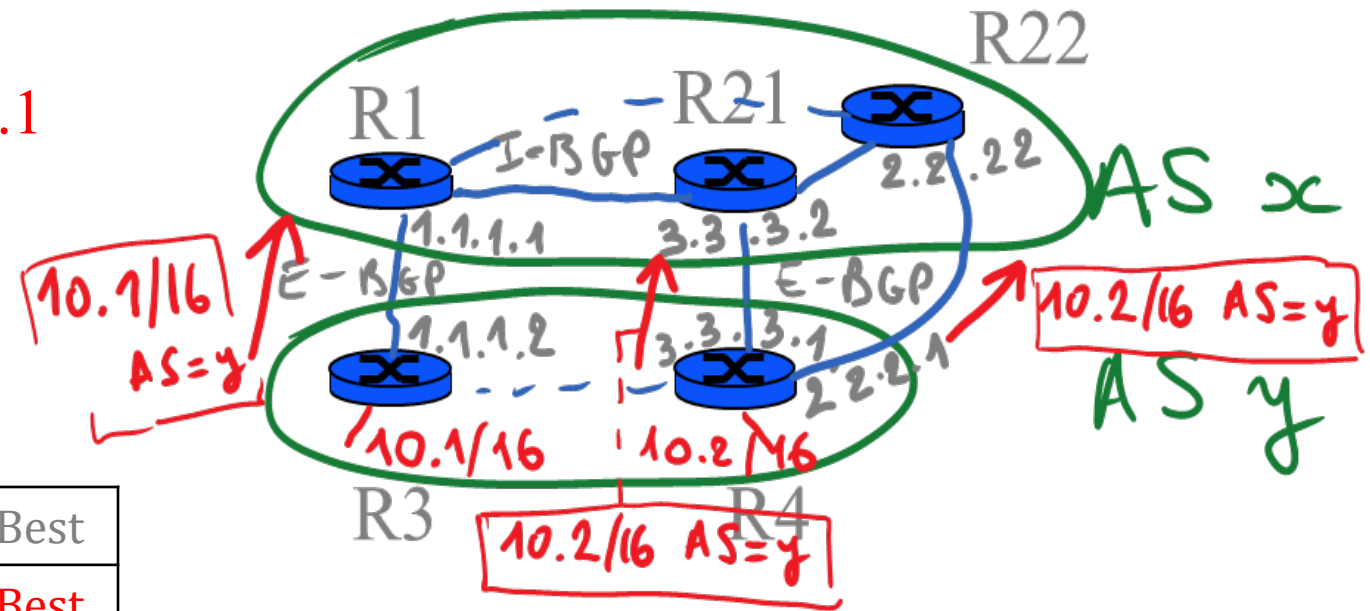 R22
.1
R1
R21
I-BGP
2.2.2.22
AS x
1.1.1.1
3.3.3.2
10.1/16
AS=y
E-BGP
E-BGP
10.2/16 AS=y
1.1.1.2
3.3.3.1
2.2.2.1
AS y
10.1/16
10.2/16
R3
R4
10.2/16 AS=y
Best
Best